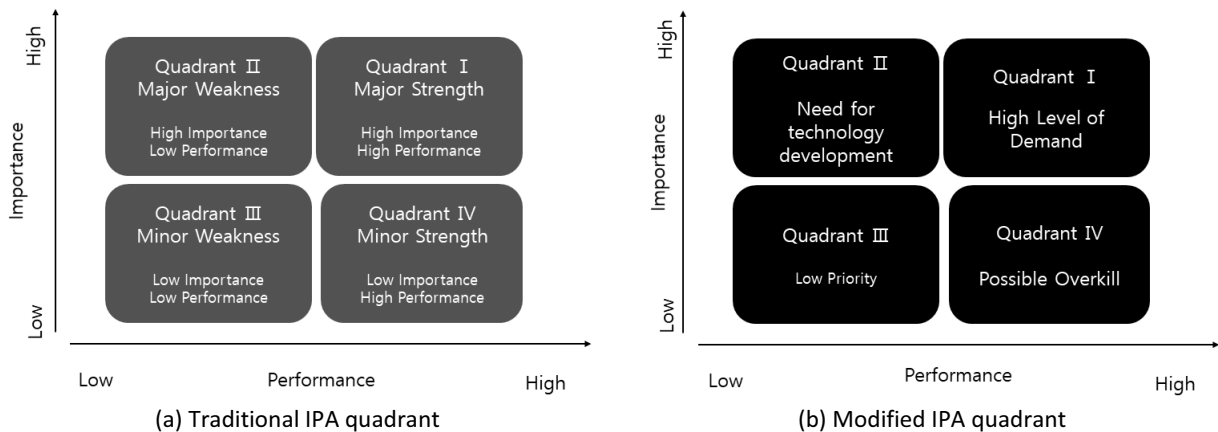 High
Importance
Low
Quadrant Ⅱ
Major Weakness
High Importance
Low Performance
Quadrant Ⅰ
Major Strength
High Importance
High Performance
Quadrant Ⅲ
Minor Weakness
Low Importance
Low Performance
Quadrant Ⅳ
Minor Strength
Low Importance
High Performance
Low
Performance
High
(a) Traditional IPA quadrant
High
Importance
Low
Quadrant Ⅱ
Need for
technology
development
Quadrant Ⅰ
High Level of
Demand
Quadrant Ⅲ
Low Priority
Quadrant Ⅳ
Possible Overkill
Low
Performance
High
(b) Modified IPA quadrant